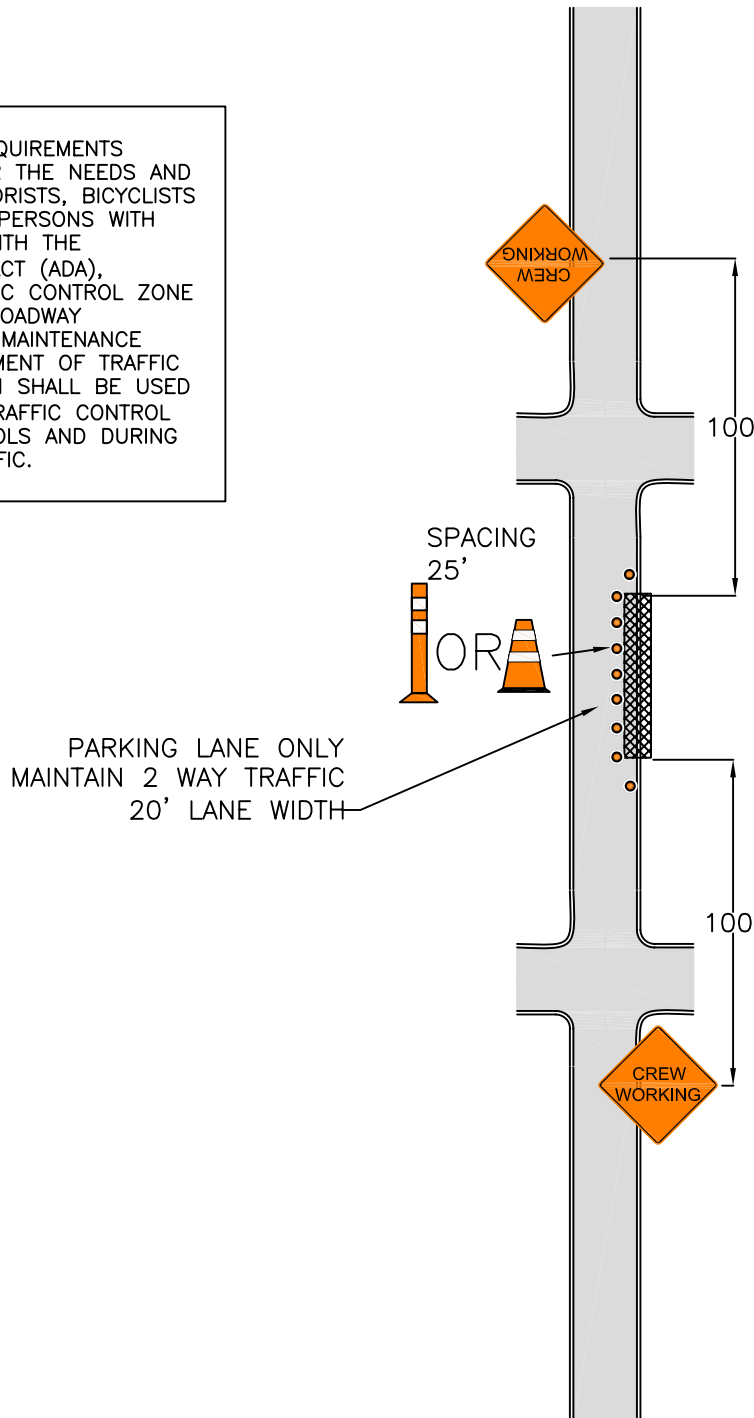 QUIREMENTS
THE NEEDS AND
ORISTS, BICYCLISTS
PERSONS WITH
ITH THE
ACT (ADA),
IC CONTROL ZONE
OADWAY
MAINTENANCE
MENT OF TRAFFIC
SHALL BE USED
RAFFIC CONTROL
OLS AND DURING
FIC.
CREW
WORKING
100
SPACING
25'
OR
PARKING LANE ONLY
MAINTAIN 2 WAY TRAFFIC
20' LANE WIDTH
100
CREW
WORKING